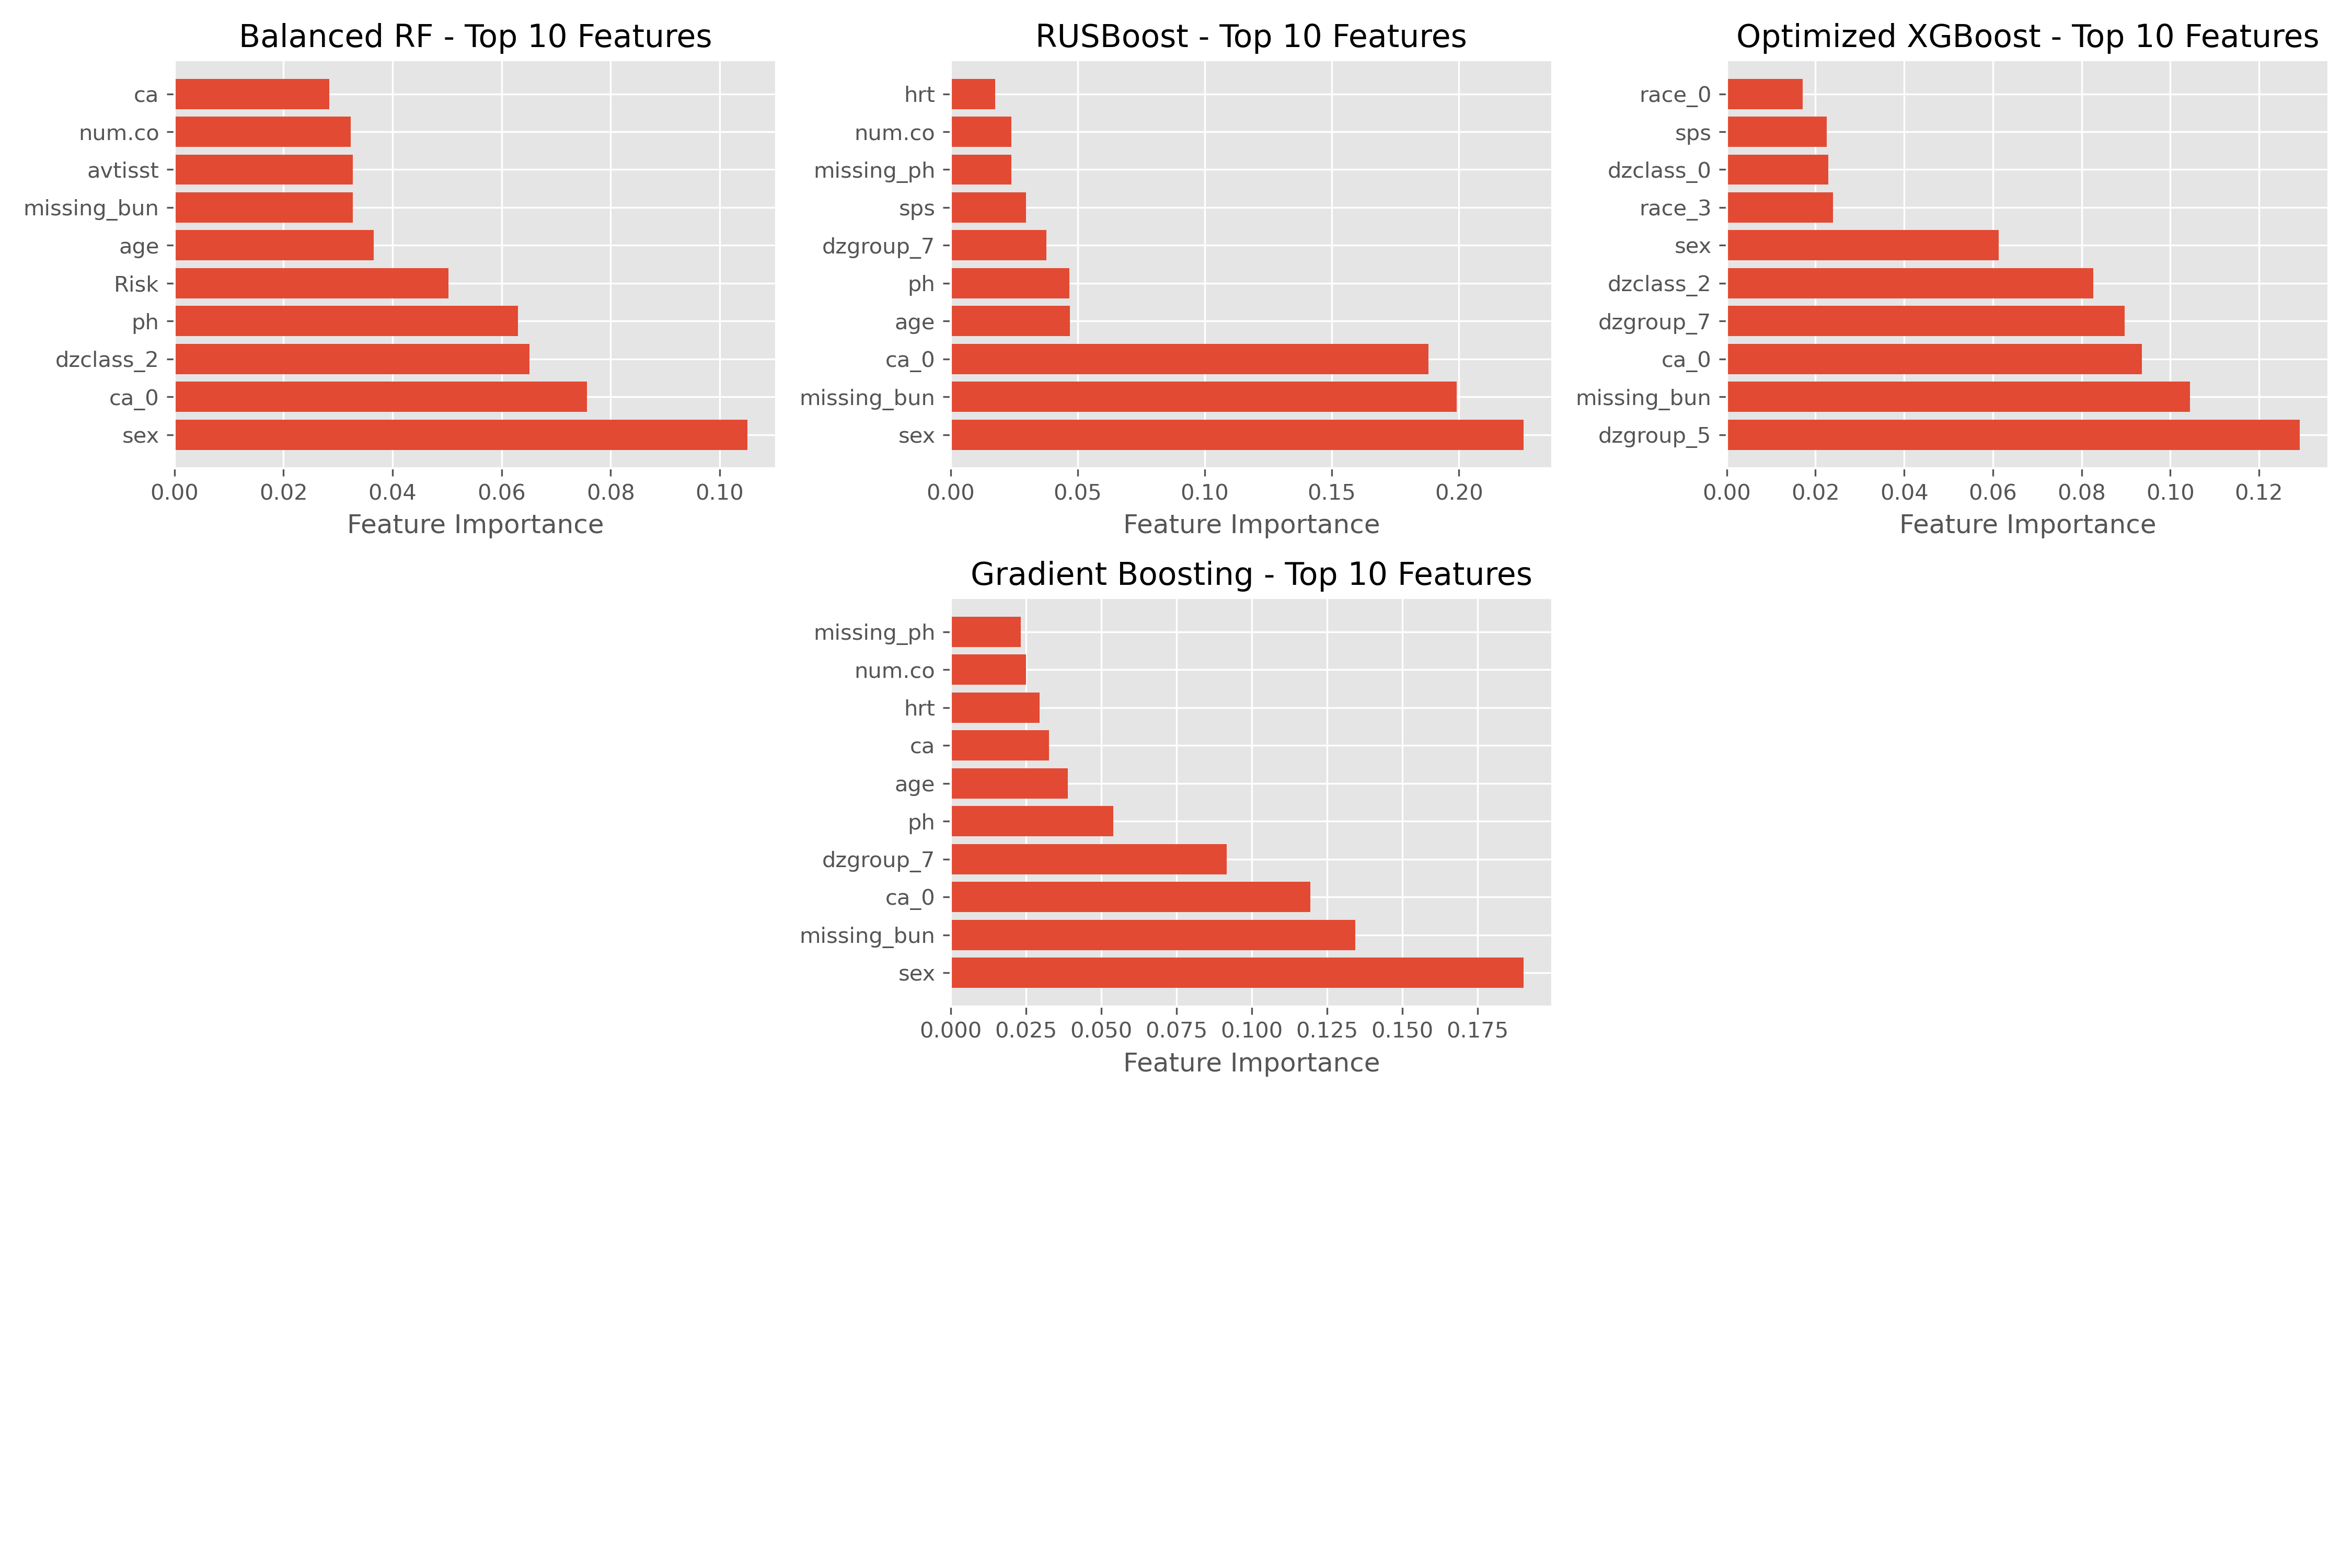 Balanced RF - Top 10 Features
ca
num.co
avtisst
missing_bun
age
Risk
ph
dzclass_2
ca_0
sex
0.00 0.02 0.04 0.06 0.08 0.10
Feature Importance
RUSBoost - Top 10 Features
hrt
num.co
missing_ph
sps
dzgroup_7
ph
age
ca_0
missing_bun
sex
0.00 0.05 0.10 0.15 0.20
Feature Importance
Optimized XGBoost - Top 10 Features
race_0
sps
dzclass_0
race_3
sex
dzclass_2
dzgroup_7
ca_0
missing_bun
dzgroup_5
0.00 0.02 0.04 0.06 0.08 0.10 0.12
Feature Importance
Gradient Boosting - Top 10 Features
missing_ph
num.co
hrt
ca
age
ph
dzgroup_7
ca_0
missing_bun
sex
0.000 0.025 0.050 0.075 0.100 0.125 0.150 0.175
Feature Importance